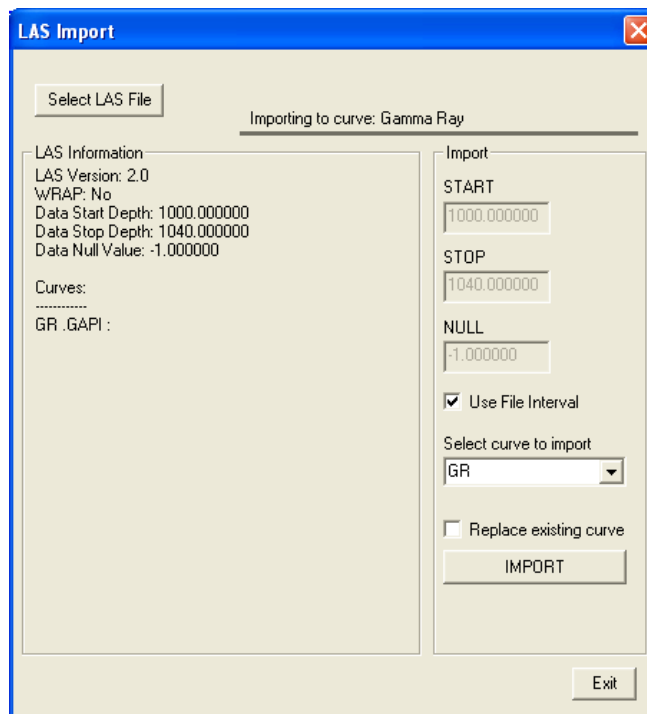 LAS Import
Select LAS File
Importing to curve: Gamma Ray
LAS Information
LAS Version: 2.0
WRAP: No
Data Start Depth: 1000.000000
Data Stop Depth: 1040.000000
Data Null Value: -1.000000
Curves:
------------
GR .GAPI :
Import
START
1000.000000
STOP
1040.000000
NULL
-1.000000
Use File Interval
Select curve to import
GR
Replace existing curve
IMPORT
Exit